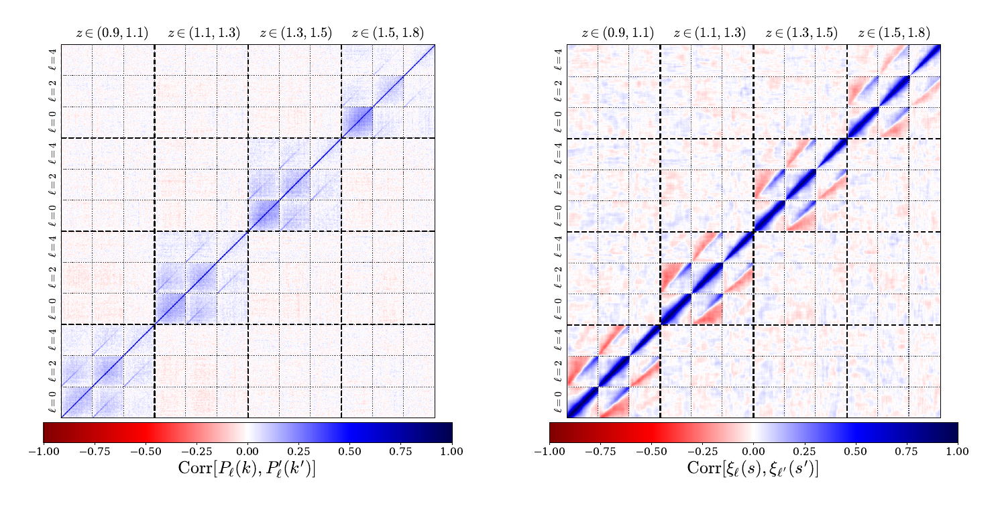 z ∈ (0.9, 1.1) z ∈ (1.1, 1.3) z ∈ (1.3, 1.5) z ∈ (1.5, 1.8)
ℓ = 4
ℓ = 2
ℓ = 0
ℓ = 4
ℓ = 2
ℓ = 0
ℓ = 4
ℓ = 2
ℓ = 0
ℓ = 4
ℓ = 2
ℓ = 0
−1.00 −0.75 −0.50 −0.25 0.00 0.25 0.50 0.75 1.00
Corr[P_ℓ(k), P′_ℓ(k′)]
z ∈ (0.9, 1.1) z ∈ (1.1, 1.3) z ∈ (1.3, 1.5) z ∈ (1.5, 1.8)
ℓ = 4
ℓ = 2
ℓ = 0
ℓ = 4
ℓ = 2
ℓ = 0
ℓ = 4
ℓ = 2
ℓ = 0
ℓ = 4
ℓ = 2
ℓ = 0
−1.00 −0.75 −0.50 −0.25 0.00 0.25 0.50 0.75 1.00
Corr[ξ_ℓ(s), ξ_ℓ′(s′)]